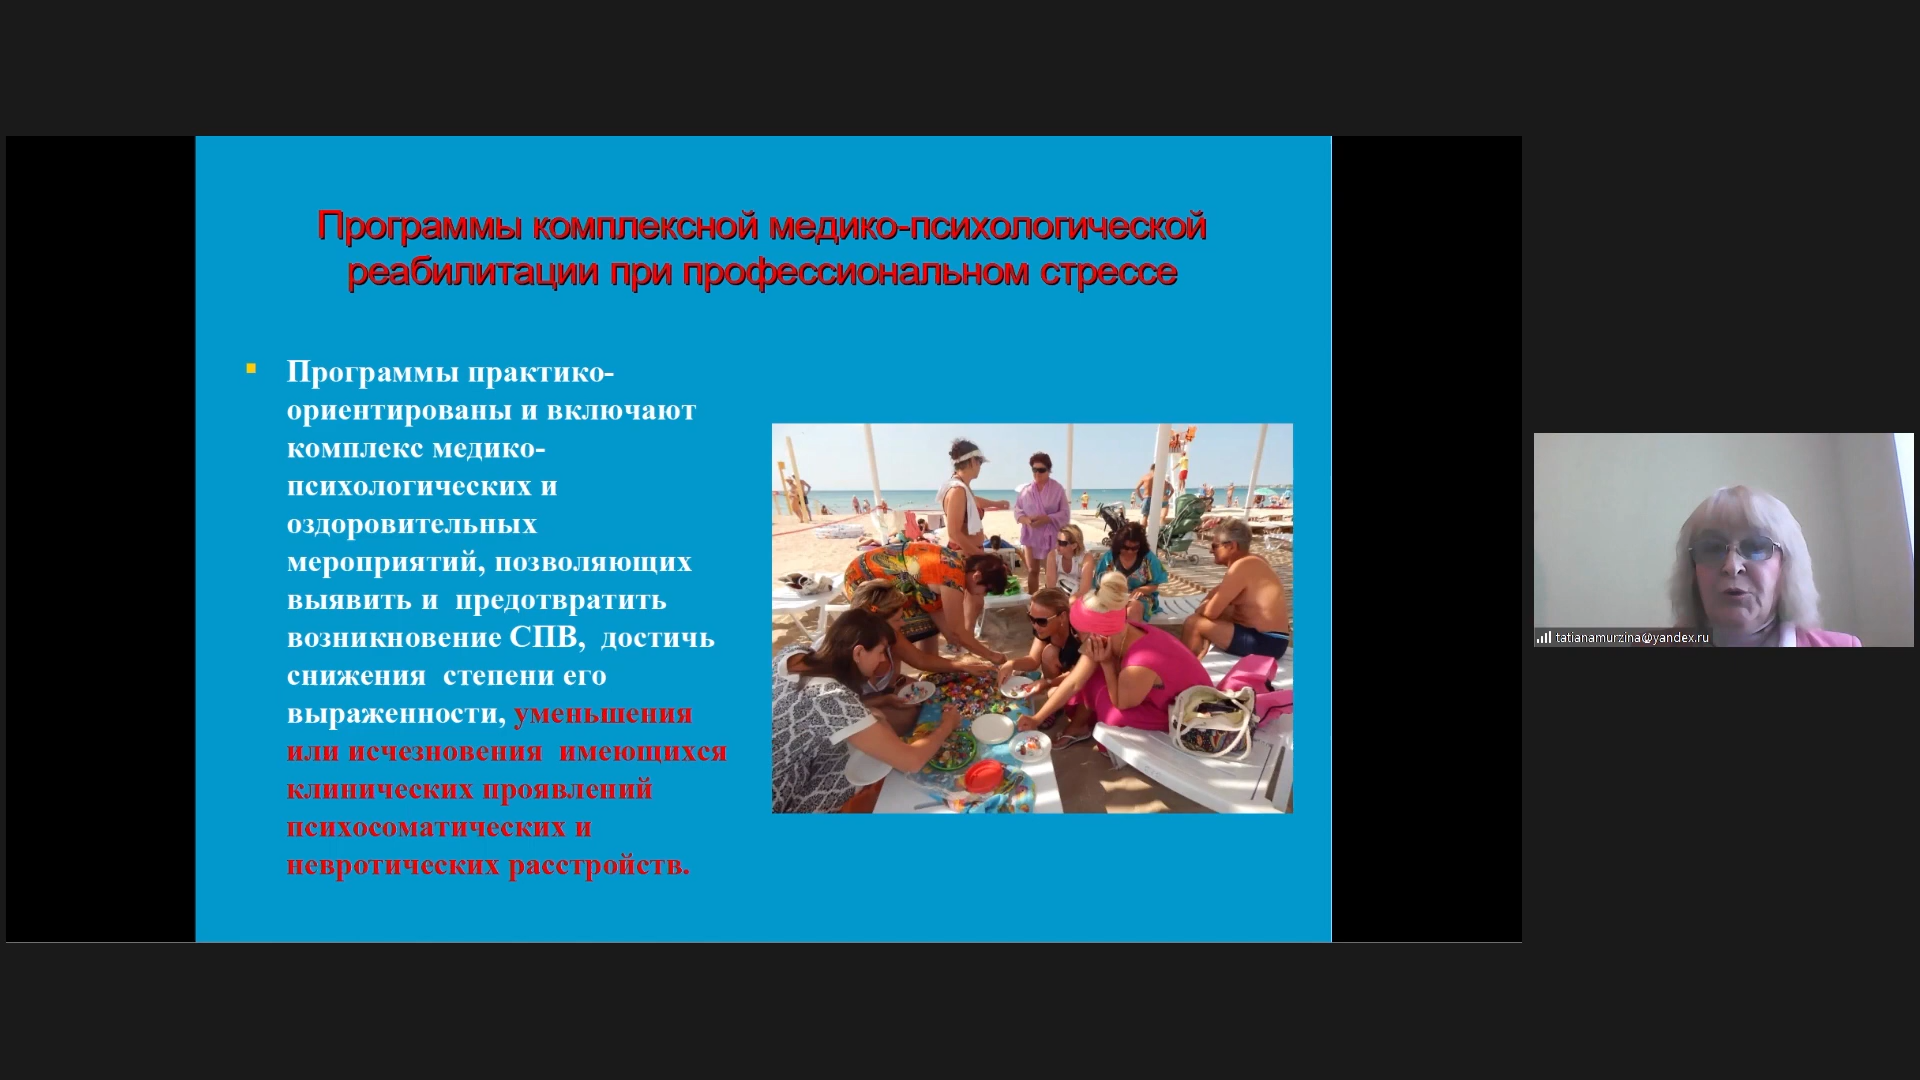 Программы комплексной медико-психологической
реабилитации при профессиональном стрессе
Программы практико-
ориентированы и включают
комплекс медико-
психологических и
оздоровительных
мероприятий, позволяющих
выявить и предотвратить
возникновение СПВ, достичь
снижения степени его
выраженности, уменьшения
или исчезновения имеющихся
клинических проявлений
психосоматических и
невротических расстройств.
tatianamurzina@yandex.ru